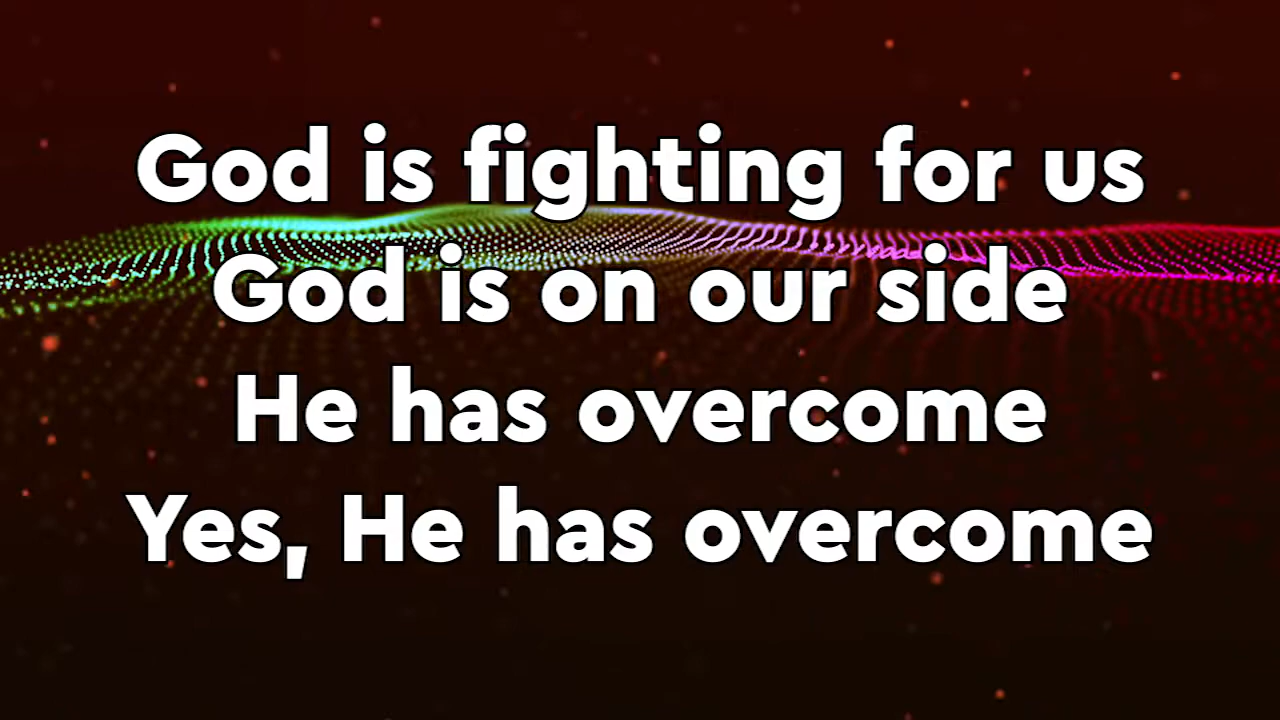 God is fighting for us
God is on our side
He has overcome
Yes, He has overcome